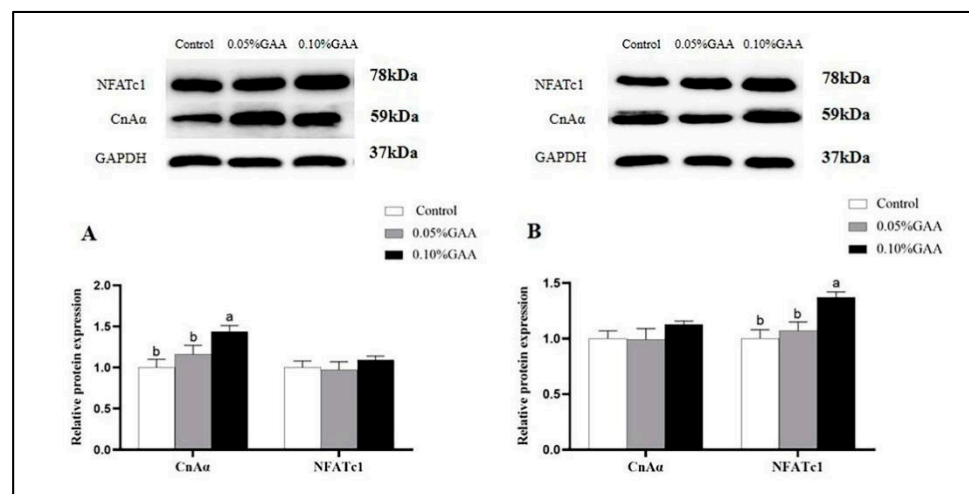 Control 0.05%GAA 0.10%GAA
NFATc1 78kDa
CnAα 59kDa
GAPDH 37kDa
Control 0.05%GAA 0.10%GAA
NFATc1 78kDa
CnAα 59kDa
GAPDH 37kDa
A
Control
0.05%GAA
0.10%GAA
Relative protein expression
2.0
1.5
1.0
0.5
0.0
b b a
CnAα NFATc1
B
Control
0.05%GAA
0.10%GAA
Relative protein expression
1.5
1.0
0.5
0.0
b b a
CnAα NFATc1